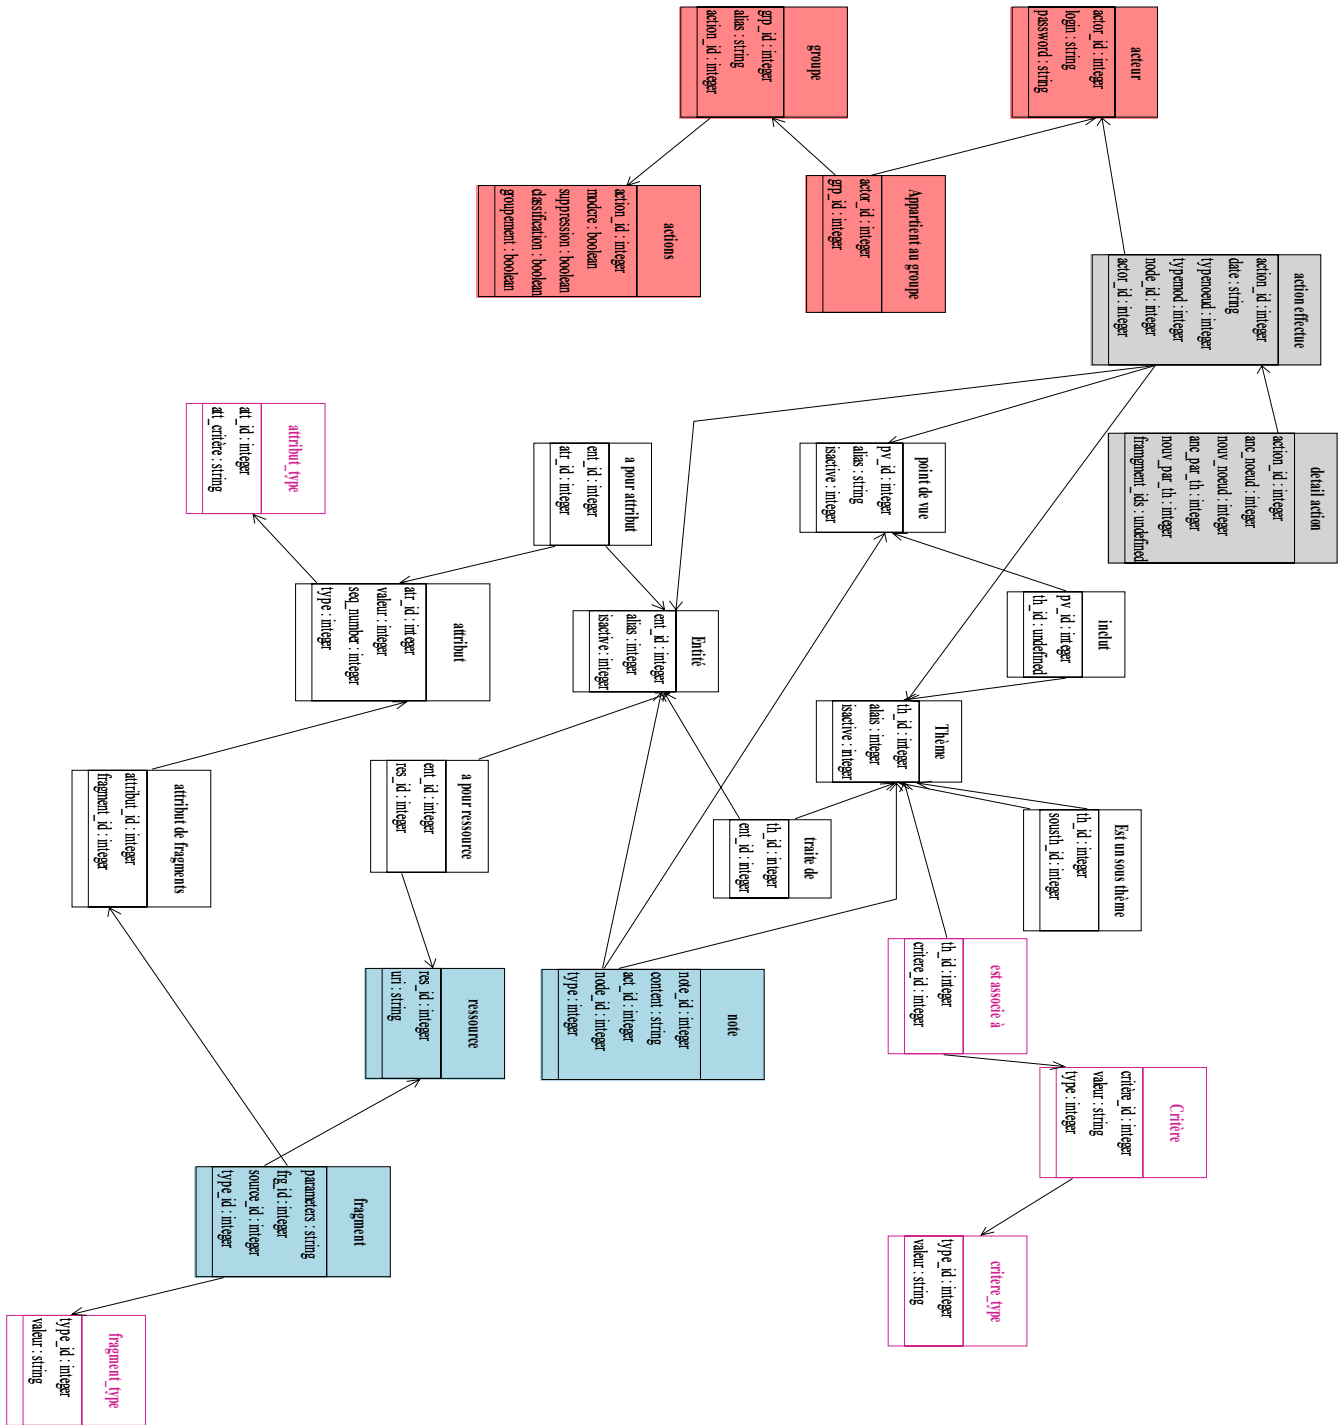 acteur
actor_id : integer
login : string
password : string
groupe
grp_id : integer
alias : string
action_id : integer
Appartient au groupe
actor_id : integer
grp_id : integer
actions
action_id : integer
modcre : boolean
suppression : boolean
classification : boolean
groupement : boolean
action effectue
action_id : integer
date : string
typenoeud : integer
typemod : integer
node_id : integer
actor_id : integer
detail action
action_id : integer
anc_noeud : integer
nouv_noeud : integer
anc_par_th : integer
nouv_par_th : integer
framgment_ids : undefined
point de vue
pv_id : integer
alias : string
isactive : integer
a pour attribut
ent_id : integer
atr_id : integer
attribut_type
att_id : integer
att_critère : string
inclut
pv_id : integer
th_id : undefined
Entité
ent_id : integer
alias : integer
isactive : integer
attribut
atr_id : integer
valeur : integer
seq_number : integer
type : integer
Thème
th_id : integer
alais : integer
isactive : integer
Est un sous thème
th_id : integer
sousth_id : integer
traite de
th_id : integer
ent_id : integer
a pour ressource
ent_id : integer
res_id : integer
attribut de fragments
attribut_id : integer
fragment_id : integer
est associe à
th_id : integer
critere_id : integer
note
note_id : integer
content : string
act_id : integer
node_id : integer
type : integer
ressource
res_id : integer
uri : string
Critère
critère_id : integer
valeur : string
type : integer
fragment
parameters : string
frg_id : integer
source_id : integer
type_id : integer
critere_type
type_id : integer
valeur : string
fragment_type
type_id : integer
valeur : string